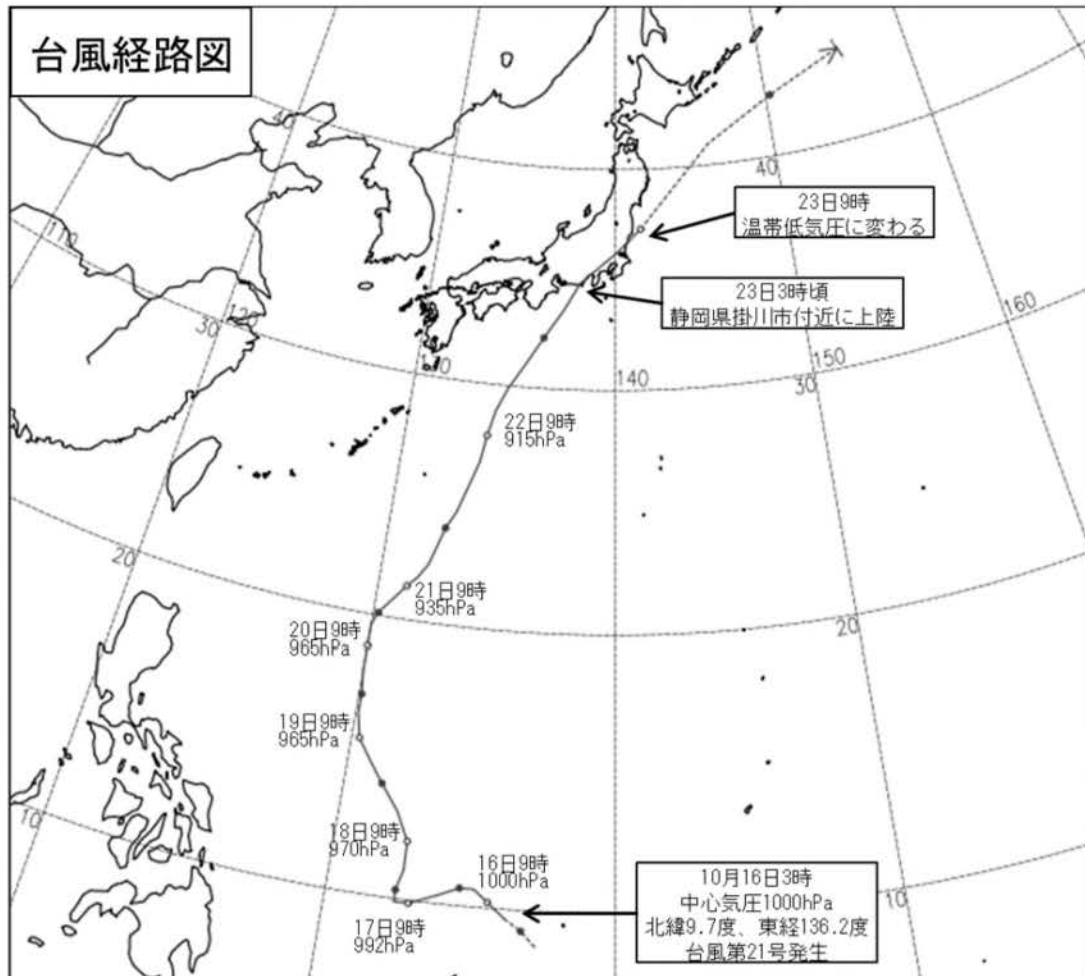 台風経路図
40
40
110
23日9時
温帯低気圧に変わる
23日3時頃
静岡県掛川市付近に上陸
120
30
130
140
150
30
160
22日9時
915hPa
20
21日9時
935hPa
20日9時
965hPa
20
19日9時
965hPa
10
18日9時
970hPa
16日9時
1000hPa
17日9時
992hPa
10
10月16日3時
中心気圧1000hPa
北緯9.7度、東経136.2度
台風第21号発生